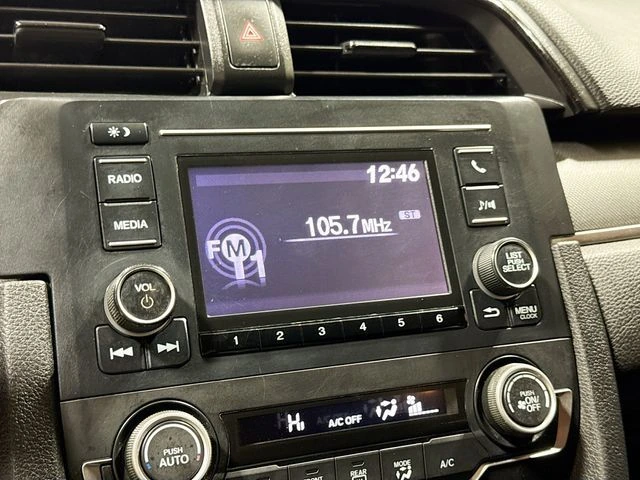 RADIO
MEDIA
VOL
12:46
105.7MHz
ST
FM
1
LIST
PUSH
SELECT
MENU
CLOCK
1 2 3 4 5 6
Hi
A/C OFF
PUSH
AUTO
PUSH
ON/
OFF
REAR
MODE
A/C